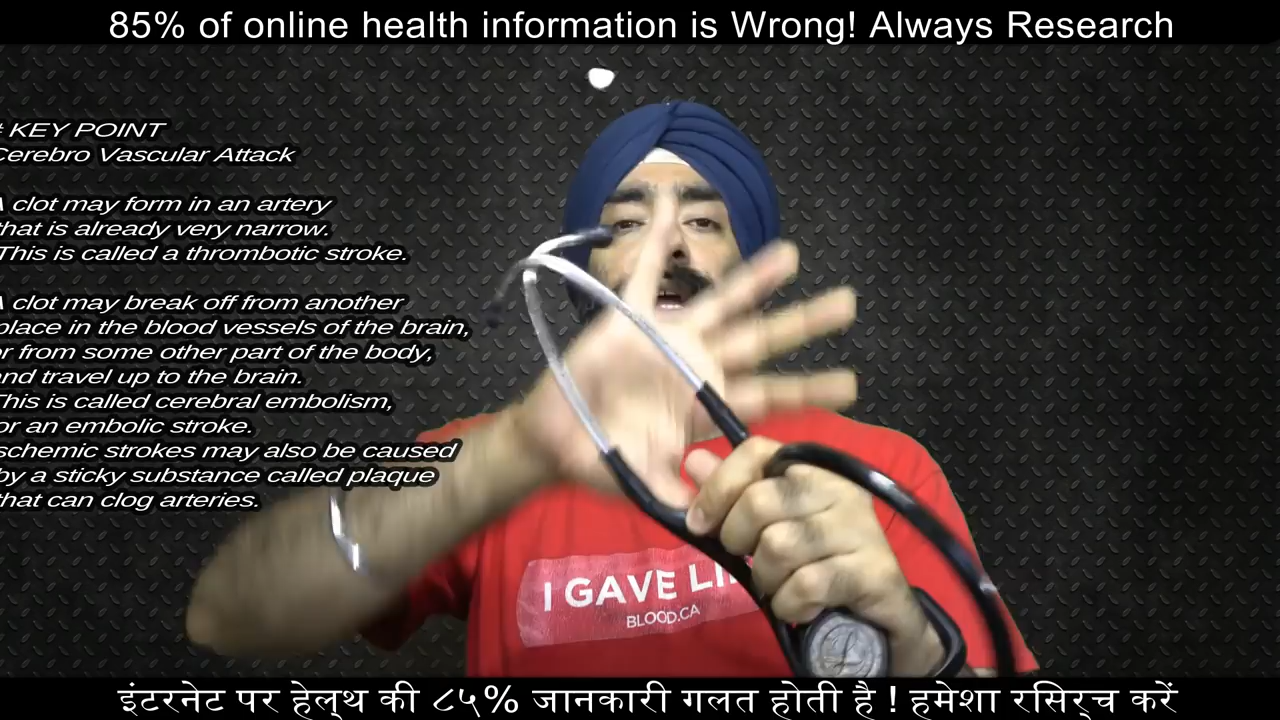 85% of online health information is Wrong! Always Research
# KEY POINT
Cerebro Vascular Attack
A clot may form in an artery
that is already very narrow.
This is called a thrombotic stroke.
A clot may break off from another
place in the blood vessels of the brain,
or from some other part of the body,
and travel up to the brain.
This is called cerebral embolism,
or an embolic stroke.
schemic strokes may also be caused
by a sticky substance called plaque
that can clog arteries.
I GAVE
BLOOD.CA
इंटरनेट पर हेल्थ की ८५% जानकारी गलत होती है ! हमेशा रसिर्च करें